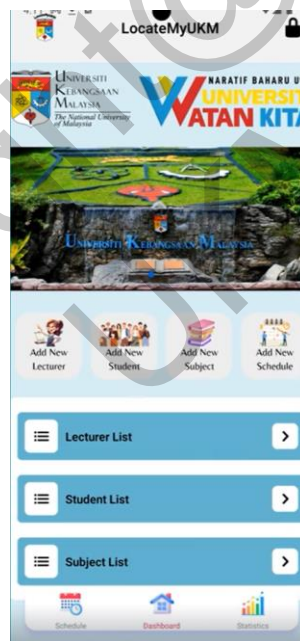 LocateMyUKM
UNIVERSITI
KEBANGSAAN
MALAYSIA
The National University
of Malaysia
NARATIF BAHARU
UNIVERSITI
WATAN KITA
UNIVERSITI KEBANGSAAN MALAYSIA
Add New
Lecturer
Add New
Student
Add New
Subject
Add New
Schedule
Lecturer List
Student List
Subject List
Schedule
Dashboard
Statistics